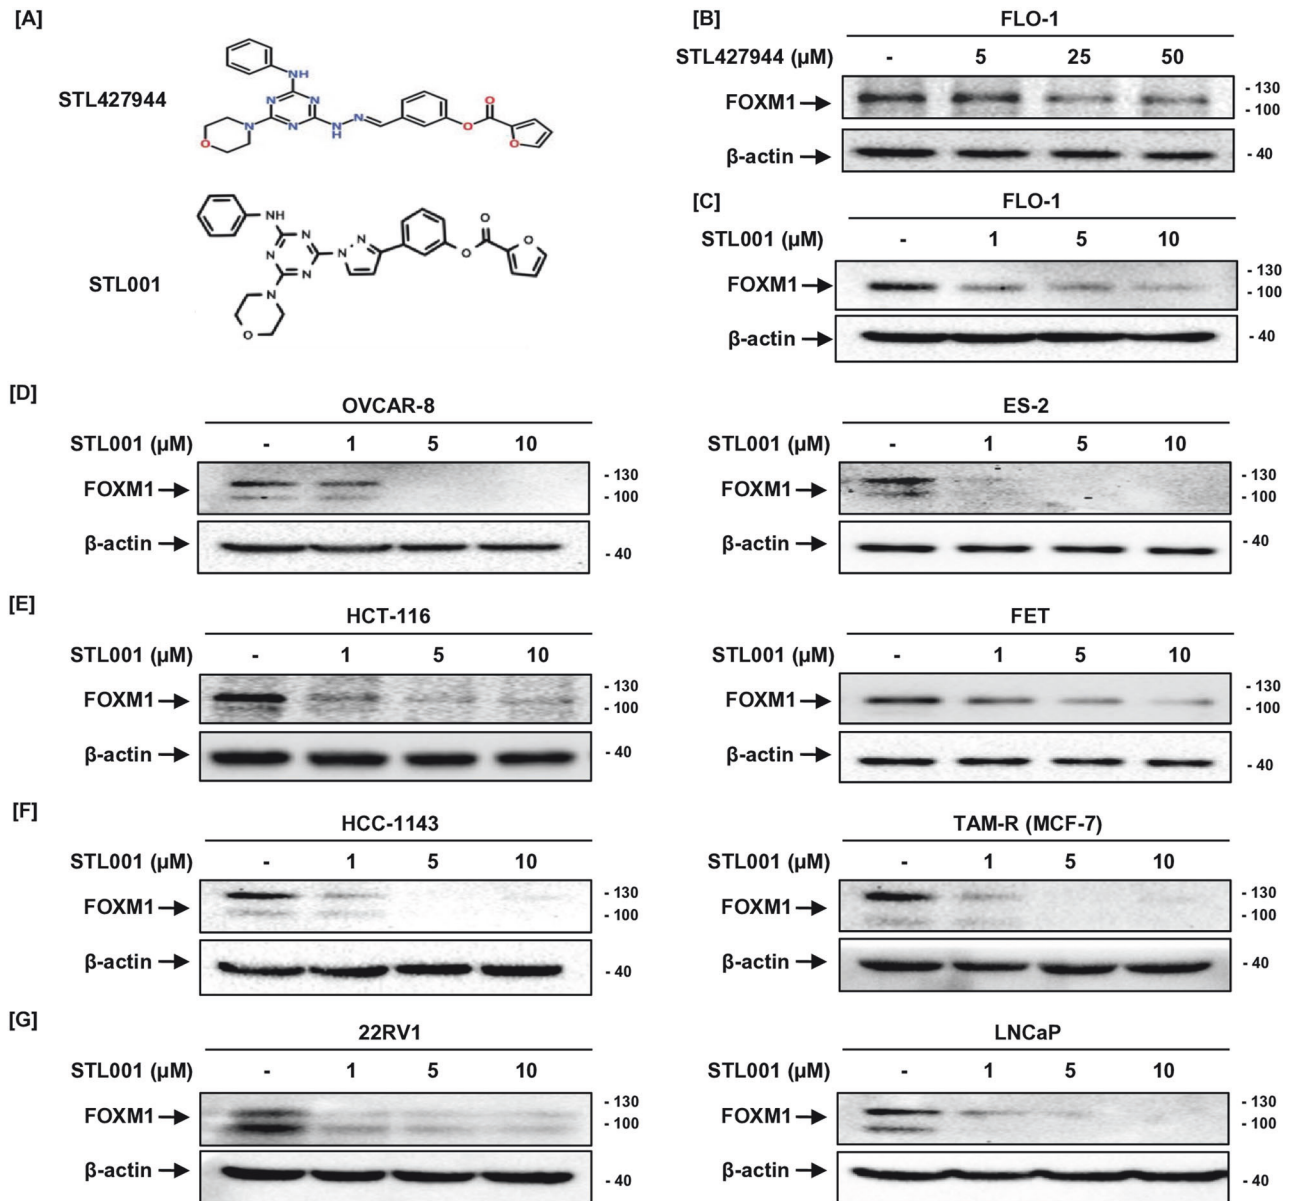 [A]
STL427944
NH
N
N
N
N
N
H
N
O
O
O
O
STL001
NH
N
N
N
N
N
N
O
O
O
O
[B]
FLO-1
STL427944 (μM) - 5 25 50
FOXM1
- 130
- 100
β-actin
- 40
[C]
FLO-1
STL001 (μM) - 1 5 10
FOXM1
- 130
- 100
β-actin
- 40
[D]
OVCAR-8
STL001 (μM) - 1 5 10
FOXM1
- 130
- 100
β-actin
- 40
ES-2
STL001 (μM) - 1 5 10
FOXM1
- 130
- 100
β-actin
- 40
[E]
HCT-116
STL001 (μM) - 1 5 10
FOXM1
- 130
- 100
β-actin
- 40
FET
STL001 (μM) - 1 5 10
FOXM1
- 130
- 100
β-actin
- 40
[F]
HCC-1143
STL001 (μM) - 1 5 10
FOXM1
- 130
- 100
β-actin
- 40
TAM-R (MCF-7)
STL001 (μM) - 1 5 10
FOXM1
- 130
- 100
β-actin
- 40
[G]
22RV1
STL001 (μM) - 1 5 10
FOXM1
- 130
- 100
β-actin
- 40
LNCaP
STL001 (μM) - 1 5 10
FOXM1
- 130
- 100
β-actin
- 40